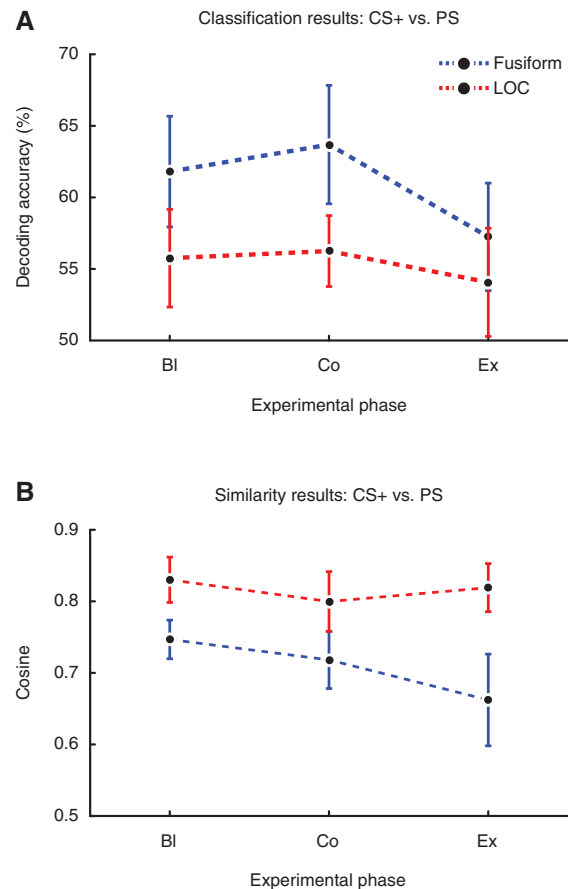 A
Classification results: CS+ vs. PS
70
65
60
55
50
Decoding accuracy (%)
Fusiform
LOC
Bl
Co
Ex
Experimental phase
B
Similarity results: CS+ vs. PS
0.9
0.8
0.7
0.6
0.5
Cosine
Bl
Co
Ex
Experimental phase